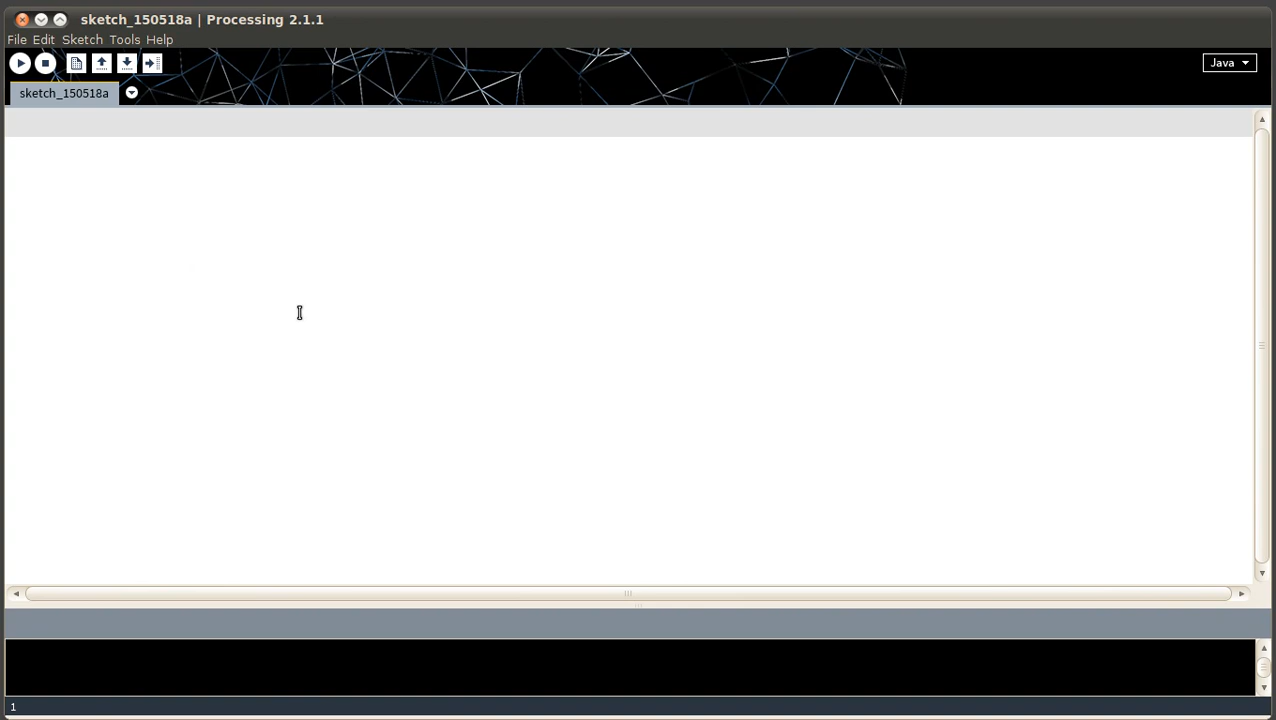 sketch_150518a | Processing 2.1.1
File Edit Sketch Tools Help
Java
sketch_150518a
1